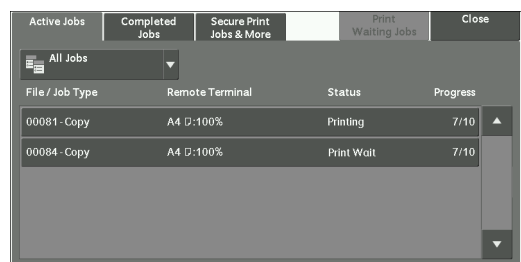 Active Jobs
Completed
Jobs
Secure Print
Jobs & More
Print
Waiting Jobs
Close
All Jobs
File / Job Type Remote Terminal Status Progress
00081 - Copy A4 :100% Printing 7/10
00084 - Copy A4 :100% Print Wait 7/10